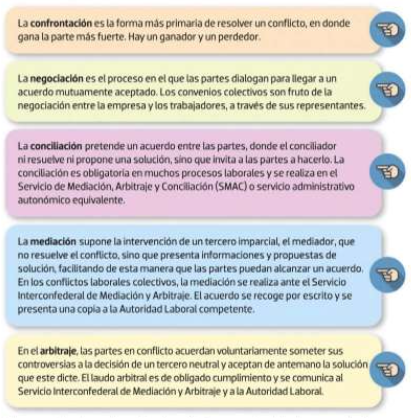 La confrontación es la forma más primaria de resolver un conflicto, en donde
gana la parte más fuerte. Hay un ganador y un perdedor.
La negociación es el proceso en el que las partes dialogan para llegar a un
acuerdo mutuamente aceptado. Los convenios colectivos son fruto de la
negociación entre la empresa y los trabajadores, a través de sus representantes.
La conciliación pretende un acuerdo entre las partes, donde el conciliador
ni resuelve ni propone una solución, sino que invita a las partes a hacerlo. La
conciliación es obligatoria en muchos procesos laborales y se realiza en el
Servicio de Mediación, Arbitraje y Conciliación (SMAC) o servicio administrativo
autonómico equivalente.
La mediación supone la intervención de un tercero imparcial, el mediador, que
no resuelve el conflicto, sino que presenta informaciones y propuestas de
solución, facilitando de esta manera que las partes puedan alcanzar un acuerdo.
En los conflictos laborales colectivos, la mediación se realiza ante el Servicio
Interconfederal de Mediación y Arbitraje. El acuerdo se recoge por escrito y se
presenta una copia a la Autoridad Laboral competente.
En el arbitraje, las partes en conflicto acuerdan voluntariamente someter sus
controversias a la decisión de un tercero neutral y aceptan de antemano la solución
que este dicte. El laudo arbitral es de obligado cumplimiento y se comunica al
Servicio Interconfederal de Mediación y Arbitraje y a la Autoridad Laboral.